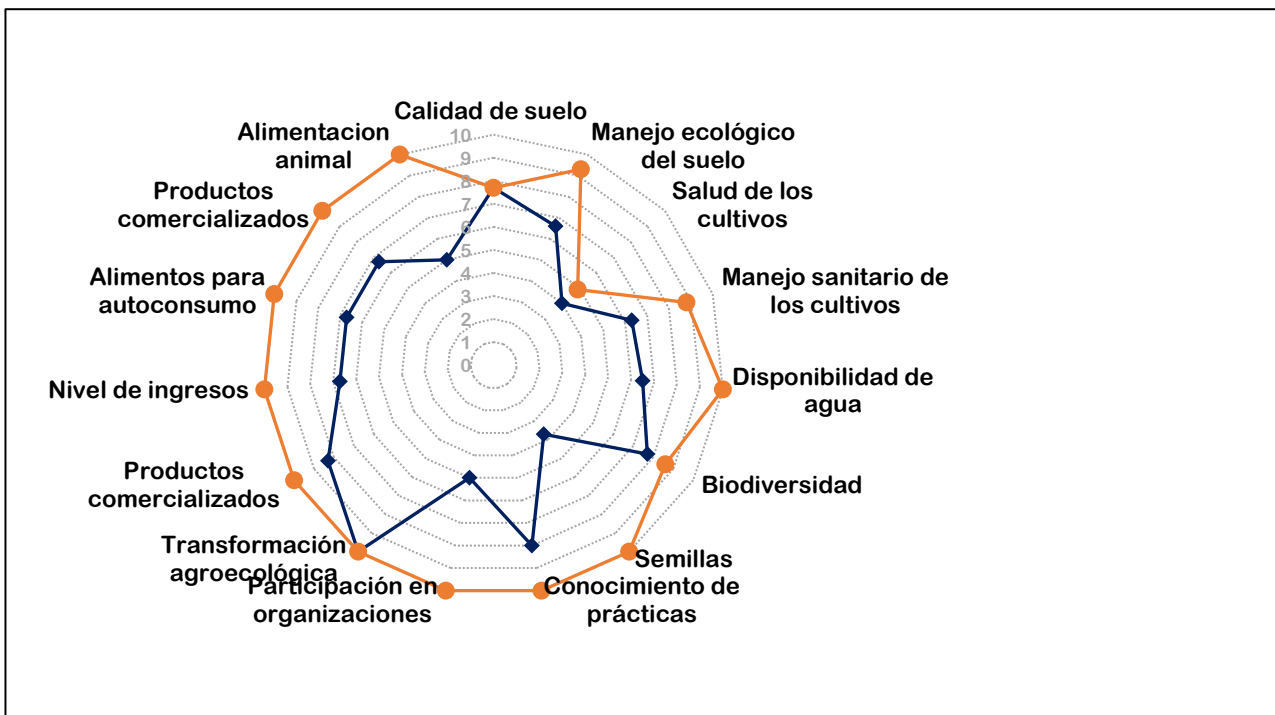 Calidad de suelo
Manejo ecológico
del suelo
Salud de los
cultivos
Manejo sanitario de
los cultivos
Disponibilidad de
agua
Biodiversidad
Semillas
Conocimiento de
prácticas
Participación en
organizaciones
Transformación
agroecológica
Productos
comercializados
Nivel de ingresos
Alimentos para
autoconsumo
Productos
comercializados
Alimentacion
animal
10
9
8
7
6
5
4
3
2
1
0